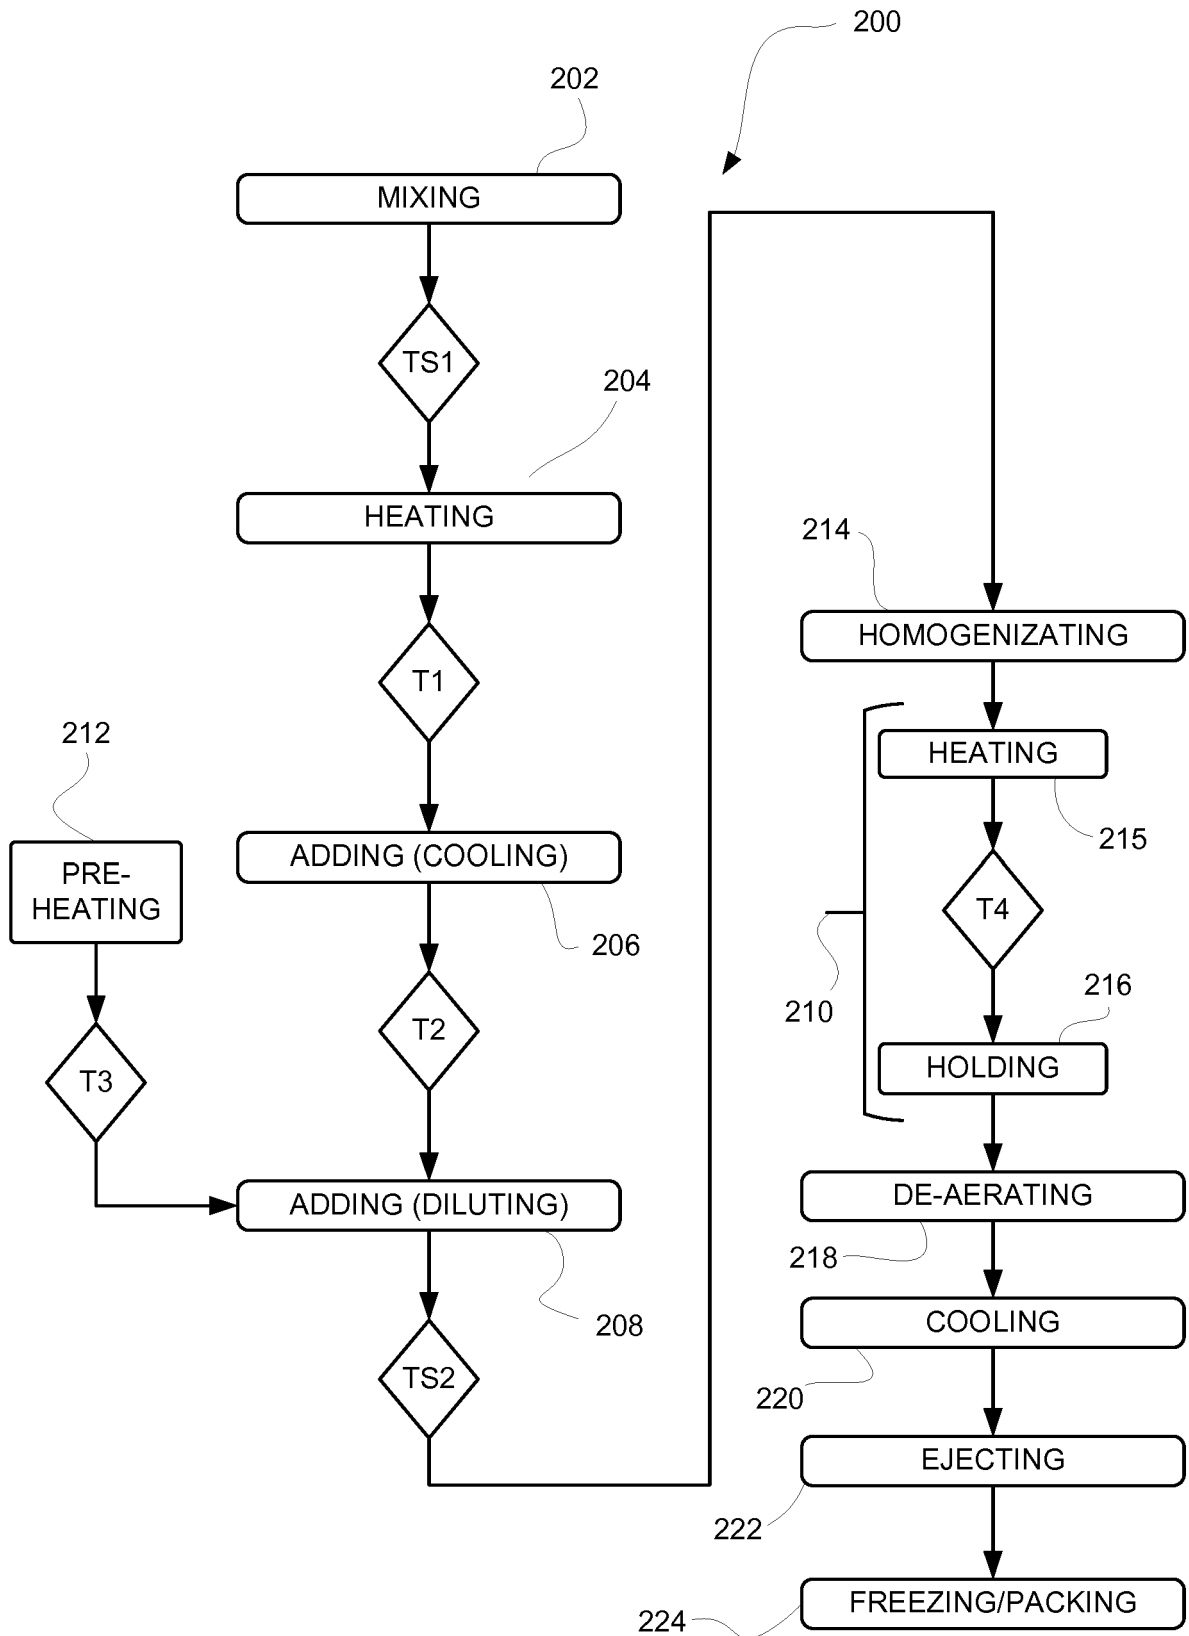 200
202
MIXING
TS1
204
HEATING
T1
212
PRE-
HEATING
T3
ADDING (COOLING)
206
T2
ADDING (DILUTING)
208
TS2
214
HOMOGENIZATING
HEATING
215
T4
210
216
HOLDING
DE-AERATING
218
COOLING
220
EJECTING
222
FREEZING/PACKING
224